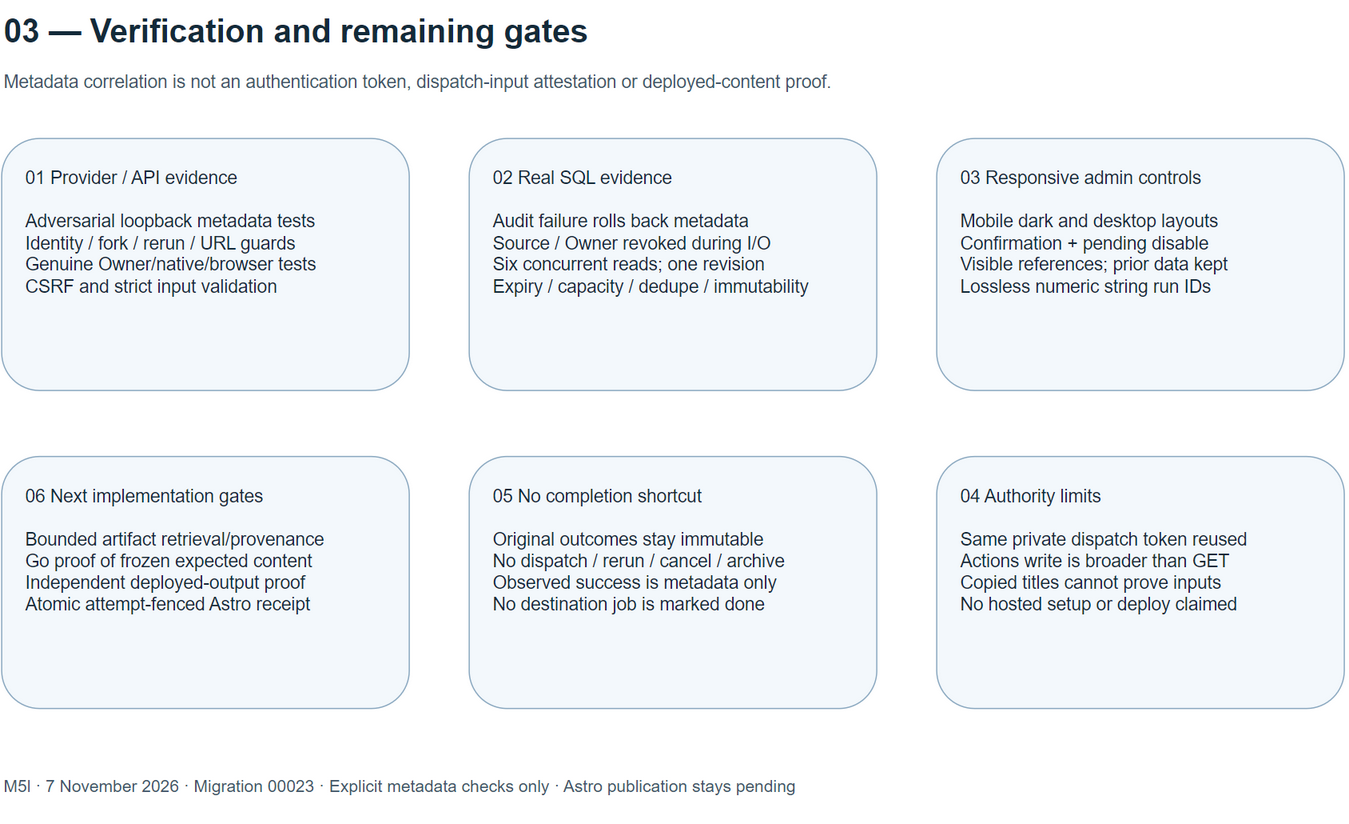 03 — Verification and remaining gates
Metadata correlation is not an authentication token, dispatch-input attestation or deployed-content proof.
01 Provider / API evidence
Adversarial loopback metadata tests
Identity / fork / rerun / URL guards
Genuine Owner/native/browser tests
CSRF and strict input validation
02 Real SQL evidence
Audit failure rolls back metadata
Source / Owner revoked during I/O
Six concurrent reads; one revision
Expiry / capacity / dedupe / immutability
03 Responsive admin controls
Mobile dark and desktop layouts
Confirmation + pending disable
Visible references; prior data kept
Lossless numeric string run IDs
06 Next implementation gates
Bounded artifact retrieval/provenance
Go proof of frozen expected content
Independent deployed-output proof
Atomic attempt-fenced Astro receipt
05 No completion shortcut
Original outcomes stay immutable
No dispatch / rerun / cancel / archive
Observed success is metadata only
No destination job is marked done
04 Authority limits
Same private dispatch token reused
Actions write is broader than GET
Copied titles cannot prove inputs
No hosted setup or deploy claimed
M5I · 7 November 2026 · Migration 00023 · Explicit metadata checks only · Astro publication stays pending